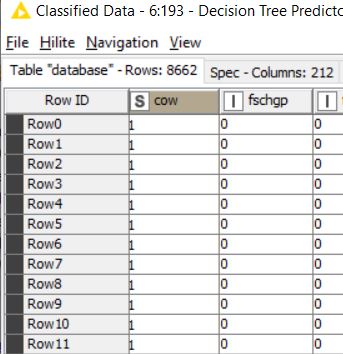 Classified Data - 6:193 - Decision Tree Predicto
File Hilite Navigation View
Table "database" - Rows: 8662 Spec - Columns: 212
Row ID S cow I fschgp I
Row0 1 0 0
Row1 1 0 0
Row2 1 0 0
Row3 1 0 0
Row4 1 0 0
Row5 1 0 0
Row6 1 0 0
Row7 1 0 0
Row8 1 0 0
Row9 1 0 0
Row10 1 0 0
Row11 1 0 0